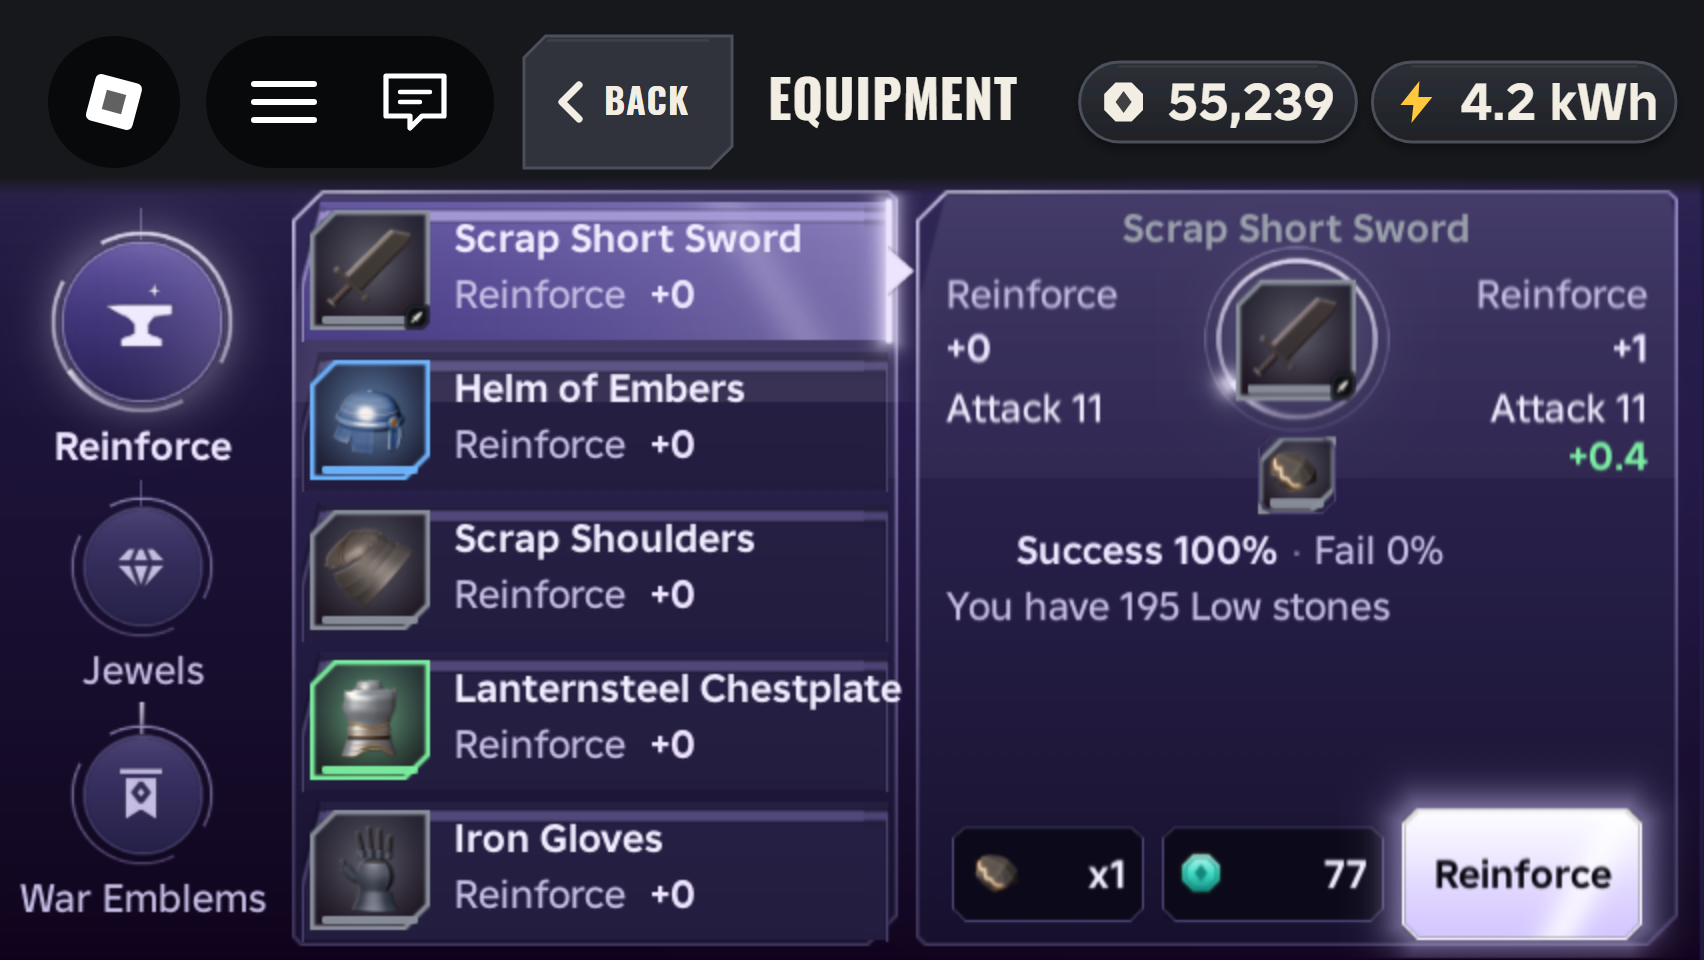 BACK
EQUIPMENT
55,239
4.2 kWh
Reinforce
Jewels
War Emblems
Scrap Short Sword
Reinforce +0
Helm of Embers
Reinforce +0
Scrap Shoulders
Reinforce +0
Lanternsteel Chestplate
Reinforce +0
Iron Gloves
Reinforce +0
Scrap Short Sword
Reinforce
+0
Attack 11
Reinforce
+1
Attack 11
+0.4
Success 100% · Fail 0%
You have 195 Low stones
x1
77
Reinforce